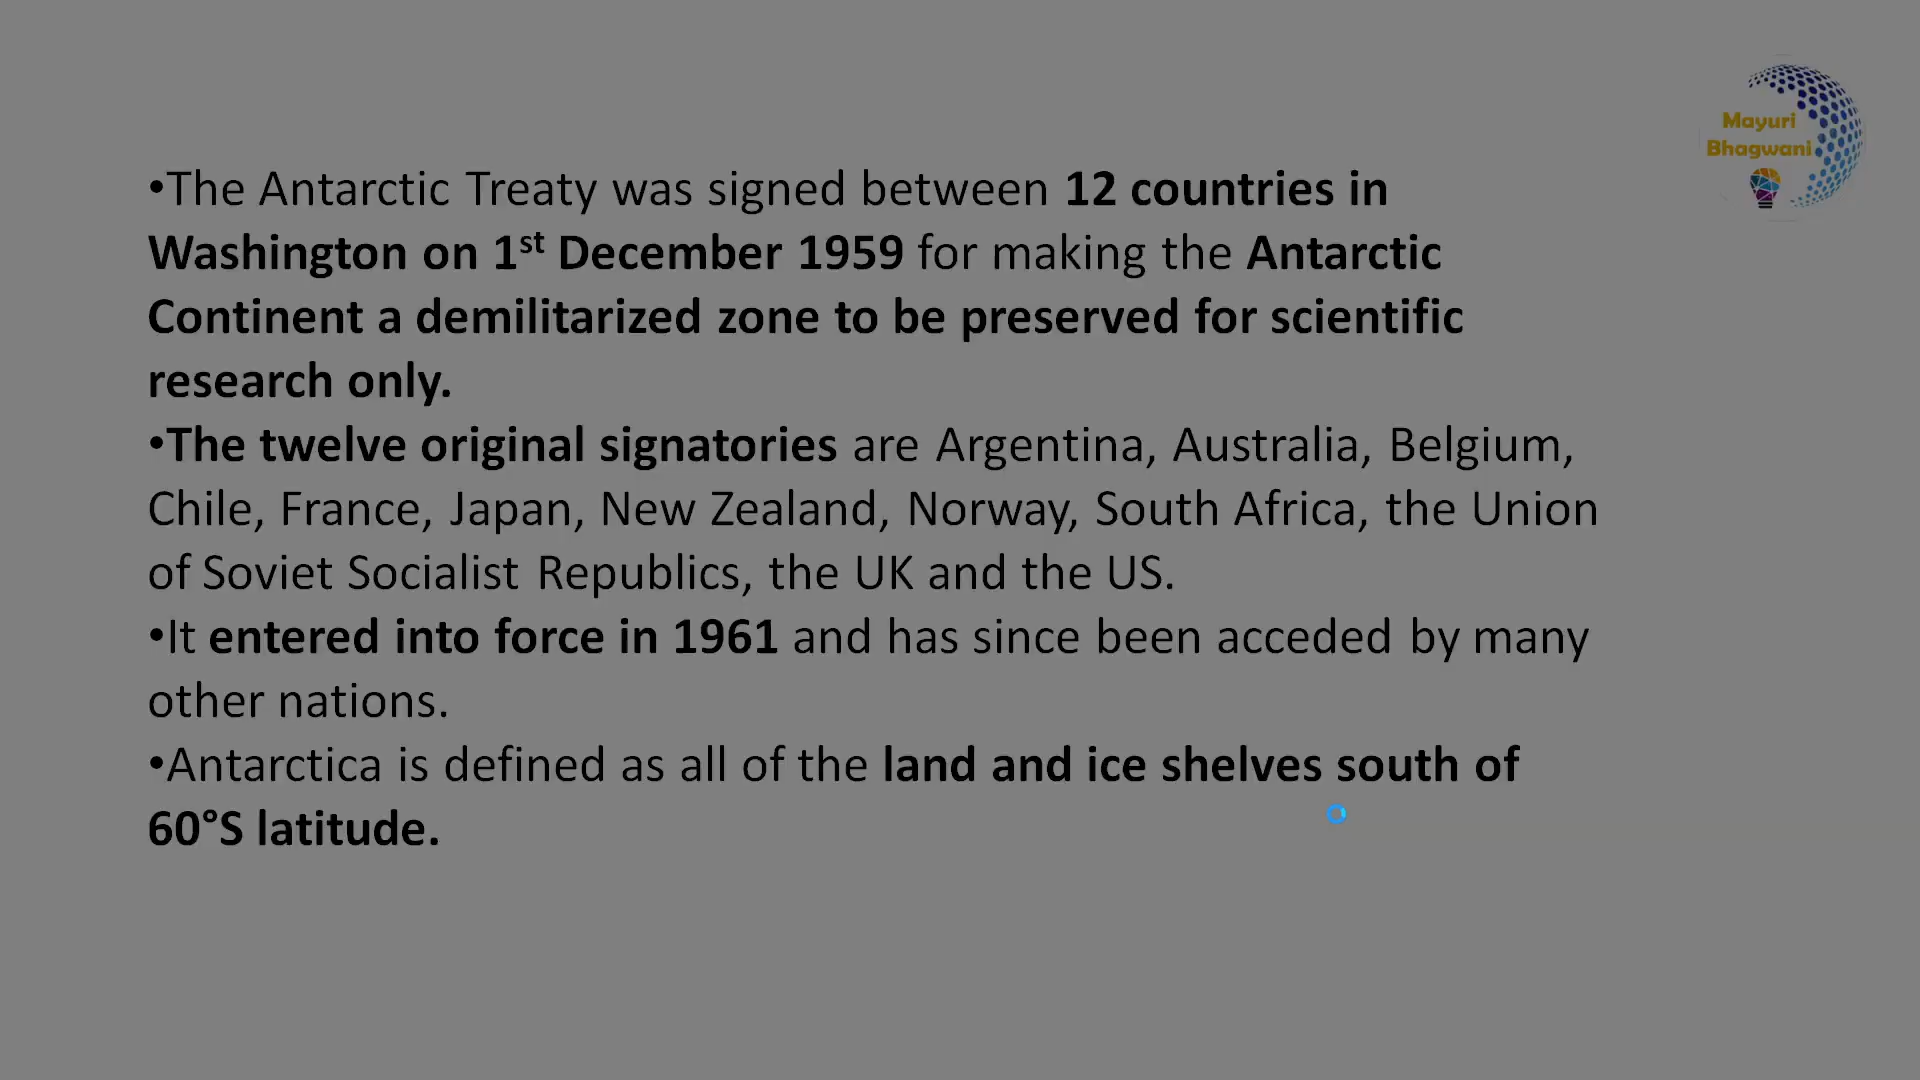 Mayuri
Bhagwani
•The Antarctic Treaty was signed between 12 countries in
Washington on 1st December 1959 for making the Antarctic
Continent a demilitarized zone to be preserved for scientific
research only.
•The twelve original signatories are Argentina, Australia, Belgium,
Chile, France, Japan, New Zealand, Norway, South Africa, the Union
of Soviet Socialist Republics, the UK and the US.
•It entered into force in 1961 and has since been acceded by many
other nations.
•Antarctica is defined as all of the land and ice shelves south of
60°S latitude.